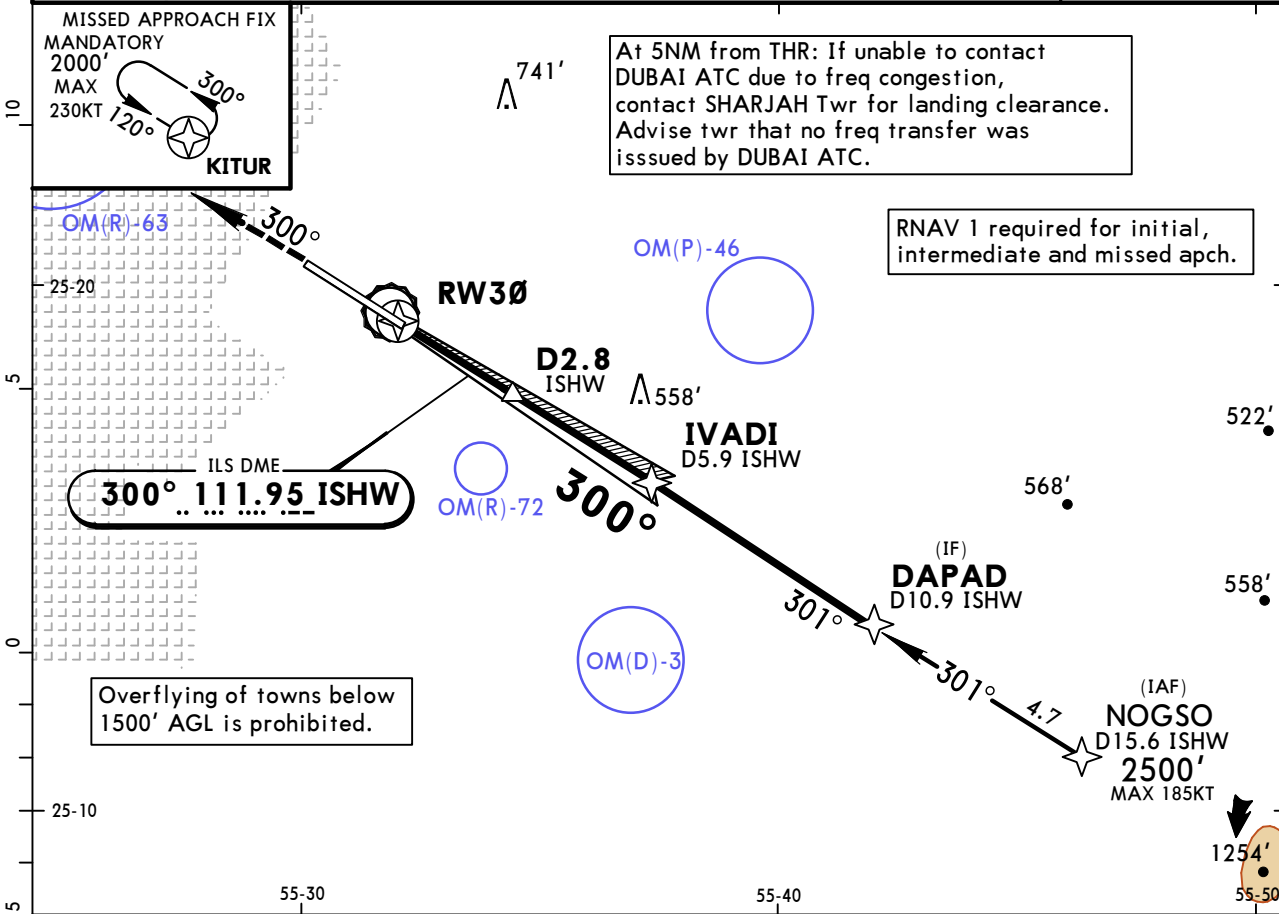 MISSED APPROACH FIX
MANDATORY
2000'
MAX
230KT
300°
120°
KITUR
741'
At 5NM from THR: If unable to contact
DUBAI ATC due to freq congestion,
contact SHARJAH Twr for landing clearance.
Advise twr that no freq transfer was
isssued by DUBAI ATC.
10
OM(R)-63
300°
RNAV 1 required for initial,
intermediate and missed apch.
OM(P)-46
25-20
RW3Ø
D2.8
ISHW
5
558'
522'
IVADI
D5.9 ISHW
ILS DME
300° 111.95 ISHW
300°
OM(R)-72
568'
(IF)
DAPAD
D10.9 ISHW
558'
301°
0
OM(D)-3
301°
4.7
Overflying of towns below
1500' AGL is prohibited.
(IAF)
NOGSO
D15.6 ISHW
2500'
MAX 185KT
25-10
1254'
55-30
55-40
55-50
5